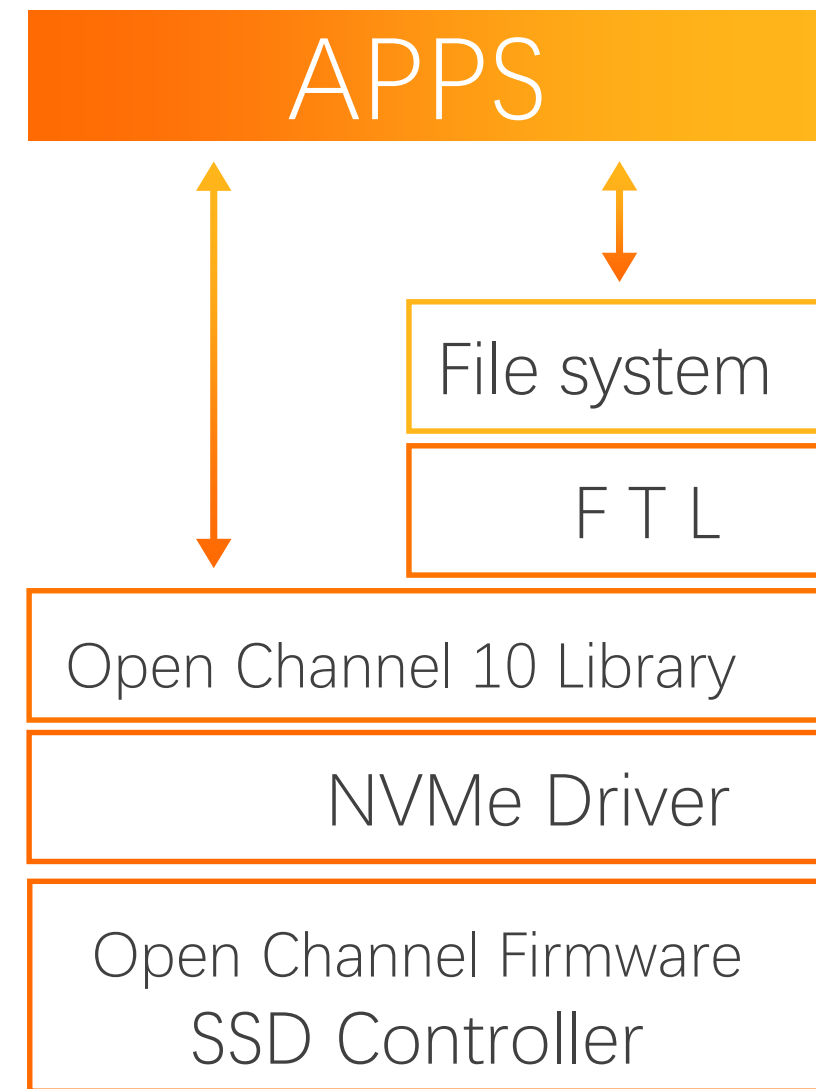 APPS
File system
F T L
Open Channel 10 Library
NVMe Driver
Open Channel Firmware
SSD Controller